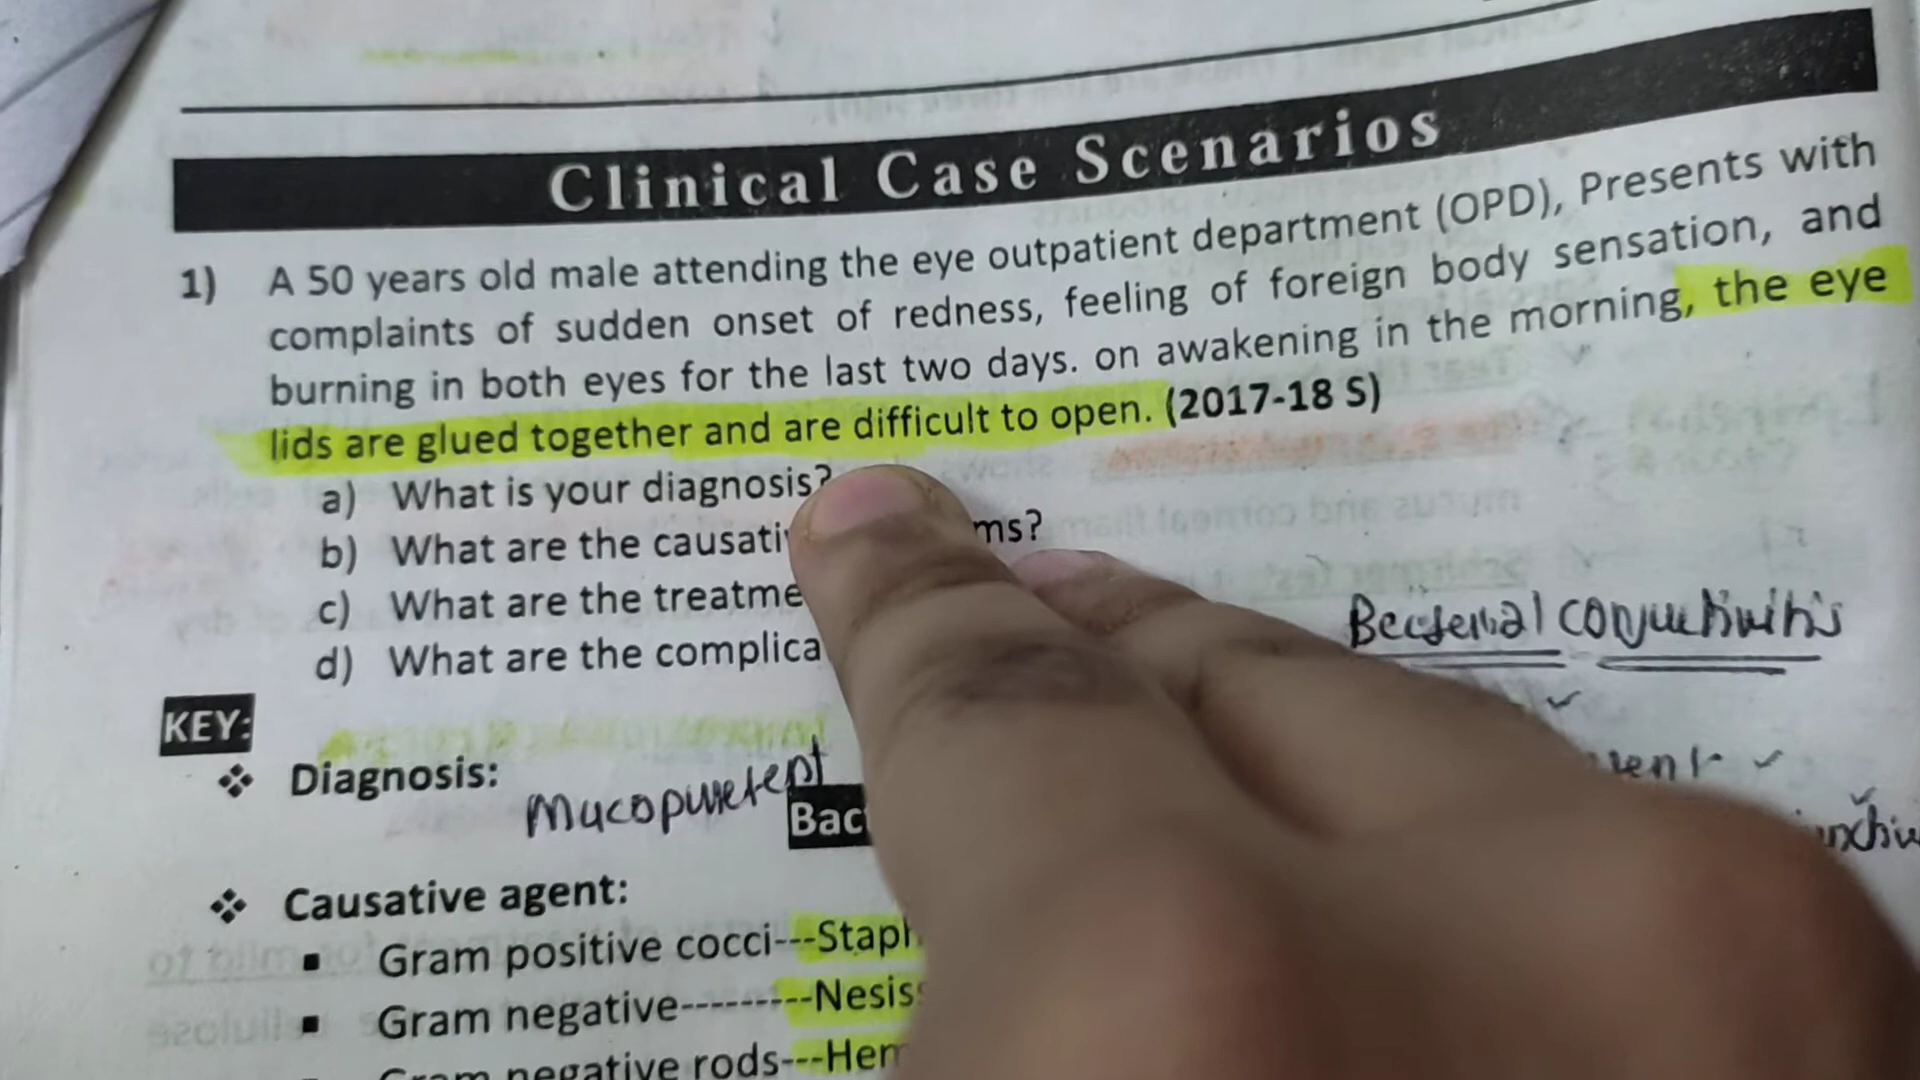 Clinical Case Scenarios
1) A 50 years old male attending the eye outpatient department (OPD), Presents with
complaints of sudden onset of redness, feeling of foreign body sensation, and
burning in both eyes for the last two days. on awakening in the morning, the eye
lids are glued together and are difficult to open. (2017-18 S)
a) What is your diagnosis?
b) What are the causati ms?
c) What are the treatme
d) What are the complica
Bacterial conjuctivitis
KEY:
❖ Diagnosis:
Mucopurelent
Bac
❖ Causative agent:
▪ Gram positive cocci---Staph
▪ Gram negative---------Nesis
▪ Gram negative rods---Hem